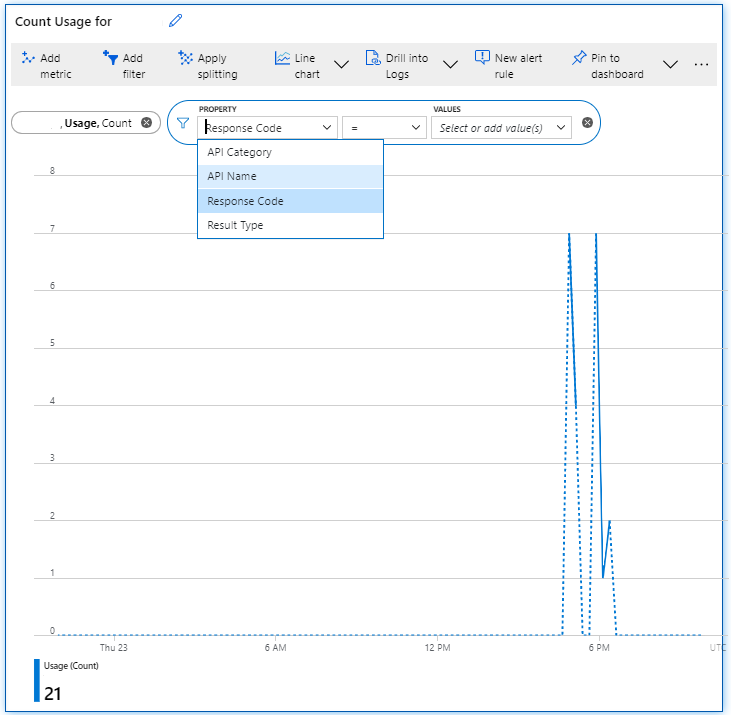 Count Usage for
Add metric
Add filter
Apply splitting
Line chart
Drill into Logs
New alert rule
Pin to dashboard
...
, Usage, Count
PROPERTY
Response Code
=
VALUES
Select or add value(s)
API Category
API Name
Response Code
Result Type
8
7
6
5
4
3
2
1
0
Thu 23
6 AM
12 PM
6 PM
UTC
Usage (Count)
21